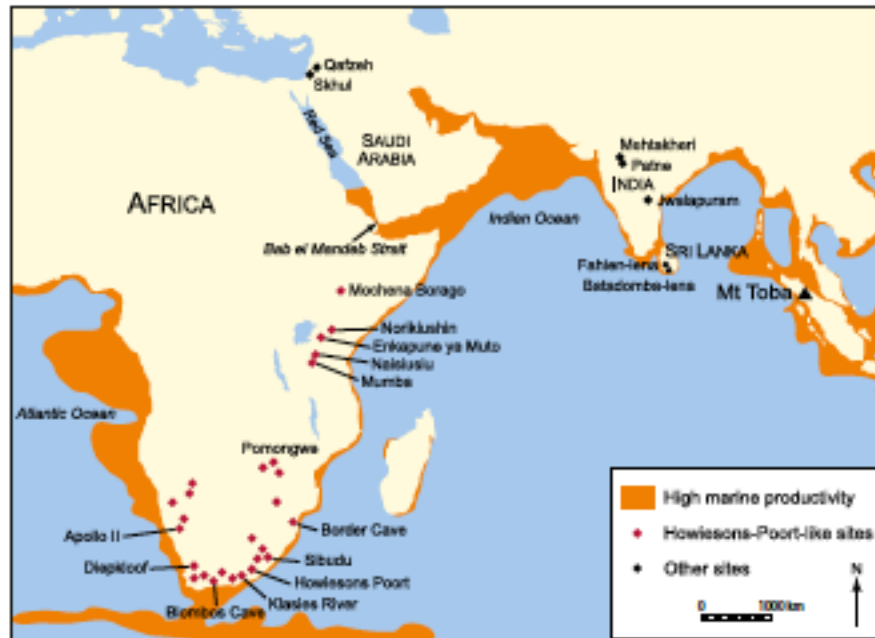 Qafzeh
Skhul
Red Sea
SAUDI
ARABIA
AFRICA
Bab el Mandab Strait
Indian Ocean
Mehtakheri
Patne
INDIA
Jwalapuram
SRI LANKA
Fahien-lena
Batadomba-lena
Mt Toba
Mochena Borago
Norikiushin
Enkapune ya Muto
Naisiusiu
Mumba
Atlantic Ocean
Pomongwe
Apollo II
Border Cave
Diepkloof
Sibudu
Howiesons Poort
Klasies River
Blombos Cave
High marine productivity
Howiesons-Poort-like sites
Other sites
N
0 1000 km